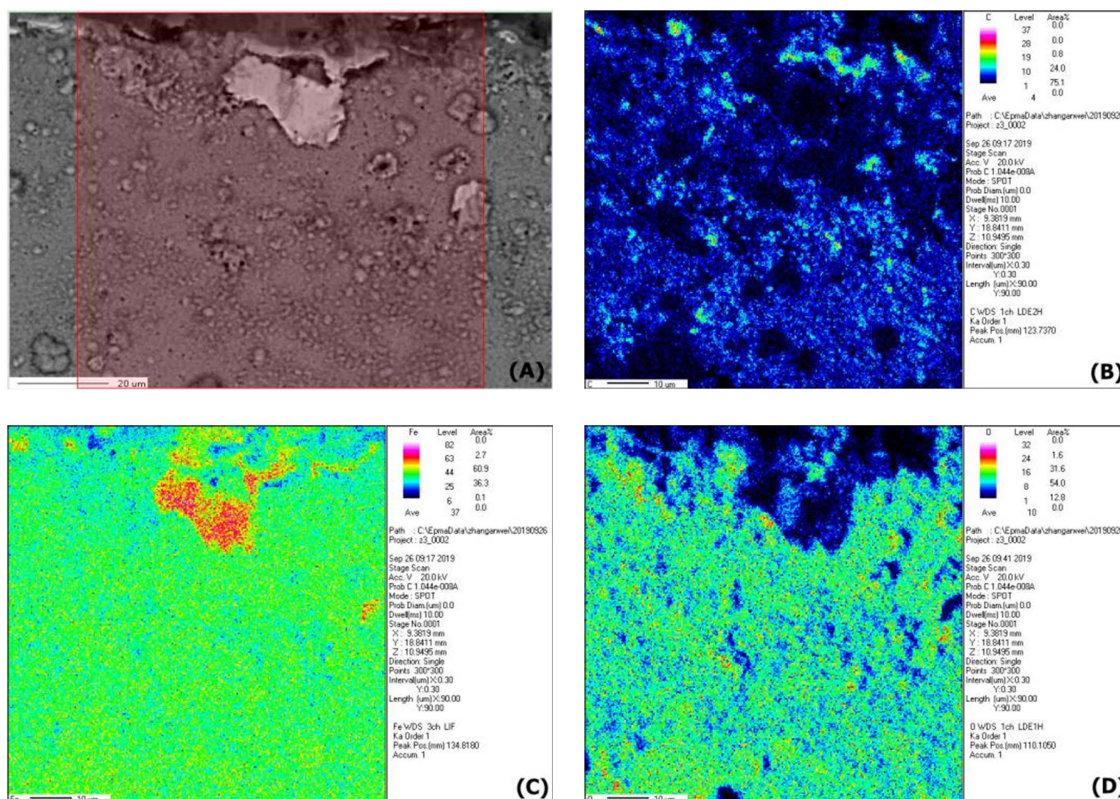 20 um
(A)
C Level Area%
0.0
37 0.0
28 0.8
19 24.0
10 75.1
1 0.0
Ave 4
Path : C:\EpmaData\zhanganwei\2019092
Project : z3_0002
Sep 26 09:17 2019
Stage Scan
Acc. V 20.0 kV
Prob C 1.044e-008A
Mode : SPOT
Prob Diam.(um) 0.0
Dwell(ms) 10.00
Stage No.0001
X : 9.3819 mm
Y : 18.8411 mm
Z : 10.9495 mm
Direction: Single
Points 300*300
Interval(um) X:0.30
Y:0.30
Length (um) X:90.00
Y:90.00
C WDS 1ch LDE2H
Ka Order 1
Peak Pos.(mm) 123.7370
Accum. 1
C 10 um
(B)
Fe Level Area%
0.0
82 2.7
63 60.9
44 36.3
25 0.1
6 0.0
Ave 37
Path : C:\EpmaData\zhanganwei\20190926
Project : z3_0002
Sep 26 09:17 2019
Stage Scan
Acc. V 20.0 kV
Prob C 1.044e-008A
Mode : SPOT
Prob Diam.(um) 0.0
Dwell(ms) 10.00
Stage No.0001
X : 9.3819 mm
Y : 18.8411 mm
Z : 10.9495 mm
Direction: Single
Points 300*300
Interval(um) X:0.30
Y:0.30
Length (um) X:90.00
Y:90.00
Fe WDS 3ch LIF
Ka Order 1
Peak Pos.(mm) 134.8180
Accum. 1
(C)
O Level Area%
0.0
32 1.6
24 31.6
16 54.0
8 12.8
1 0.0
Ave 10
Path : C:\EpmaData\zhanganwei\2019092
Project : z3_0002
Sep 26 09:41 2019
Stage Scan
Acc. V 20.0 kV
Prob C 1.044e-008A
Mode : SPOT
Prob Diam.(um) 0.0
Dwell(ms) 10.00
Stage No.0001
X : 9.3819 mm
Y : 18.8411 mm
Z : 10.9495 mm
Direction: Single
Points 300*300
Interval(um) X:0.30
Y:0.30
Length (um) X:90.00
Y:90.00
O WDS 1ch LDE1H
Ka Order 1
Peak Pos.(mm) 110.1050
Accum. 1
(D)